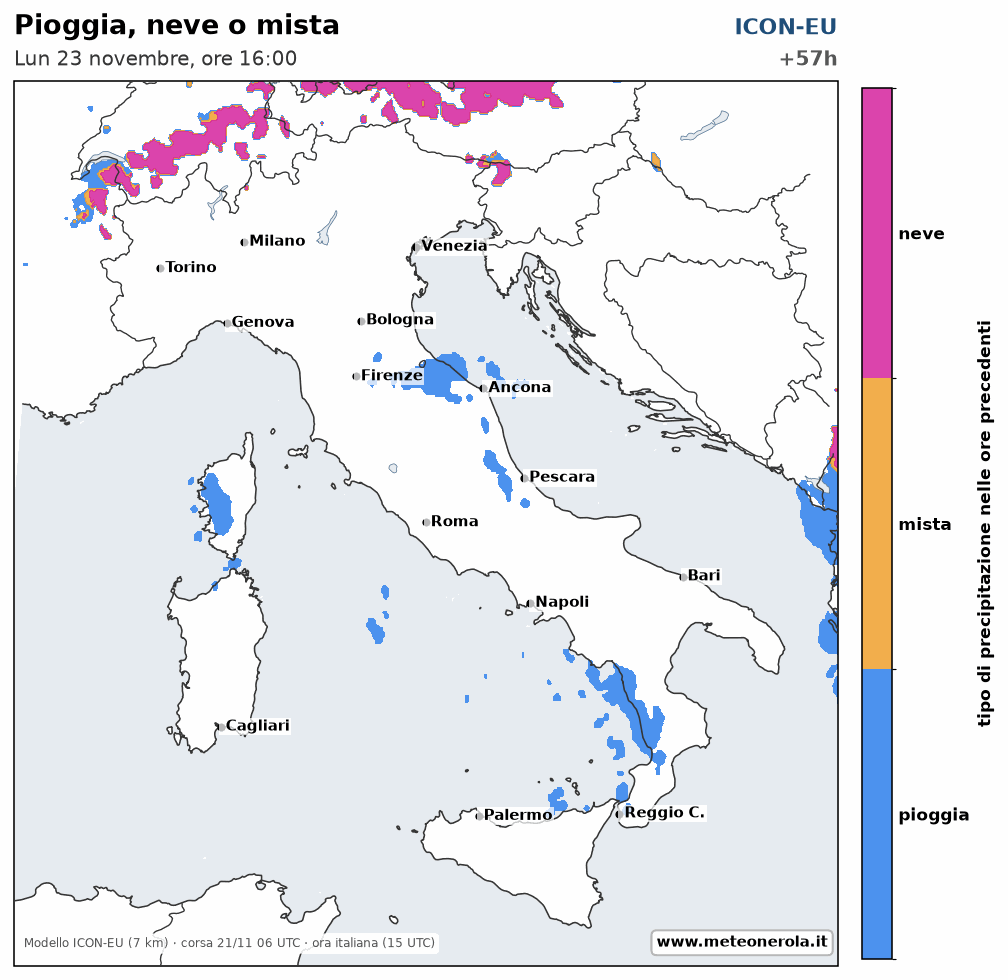 Pioggia, neve o mista
ICON-EU
Lun 23 novembre, ore 16:00
+57h
neve
Milano
Venezia
Torino
Bologna
Genova
Firenze
Ancona
Pescara
Roma
mista
Bari
Napoli
Cagliari
Palermo
Reggio C.
pioggia
tipo di precipitazione nelle ore precedenti
Modello ICON-EU (7 km) · corsa 21/11 06 UTC · ora italiana (15 UTC)
www.meteonerola.it